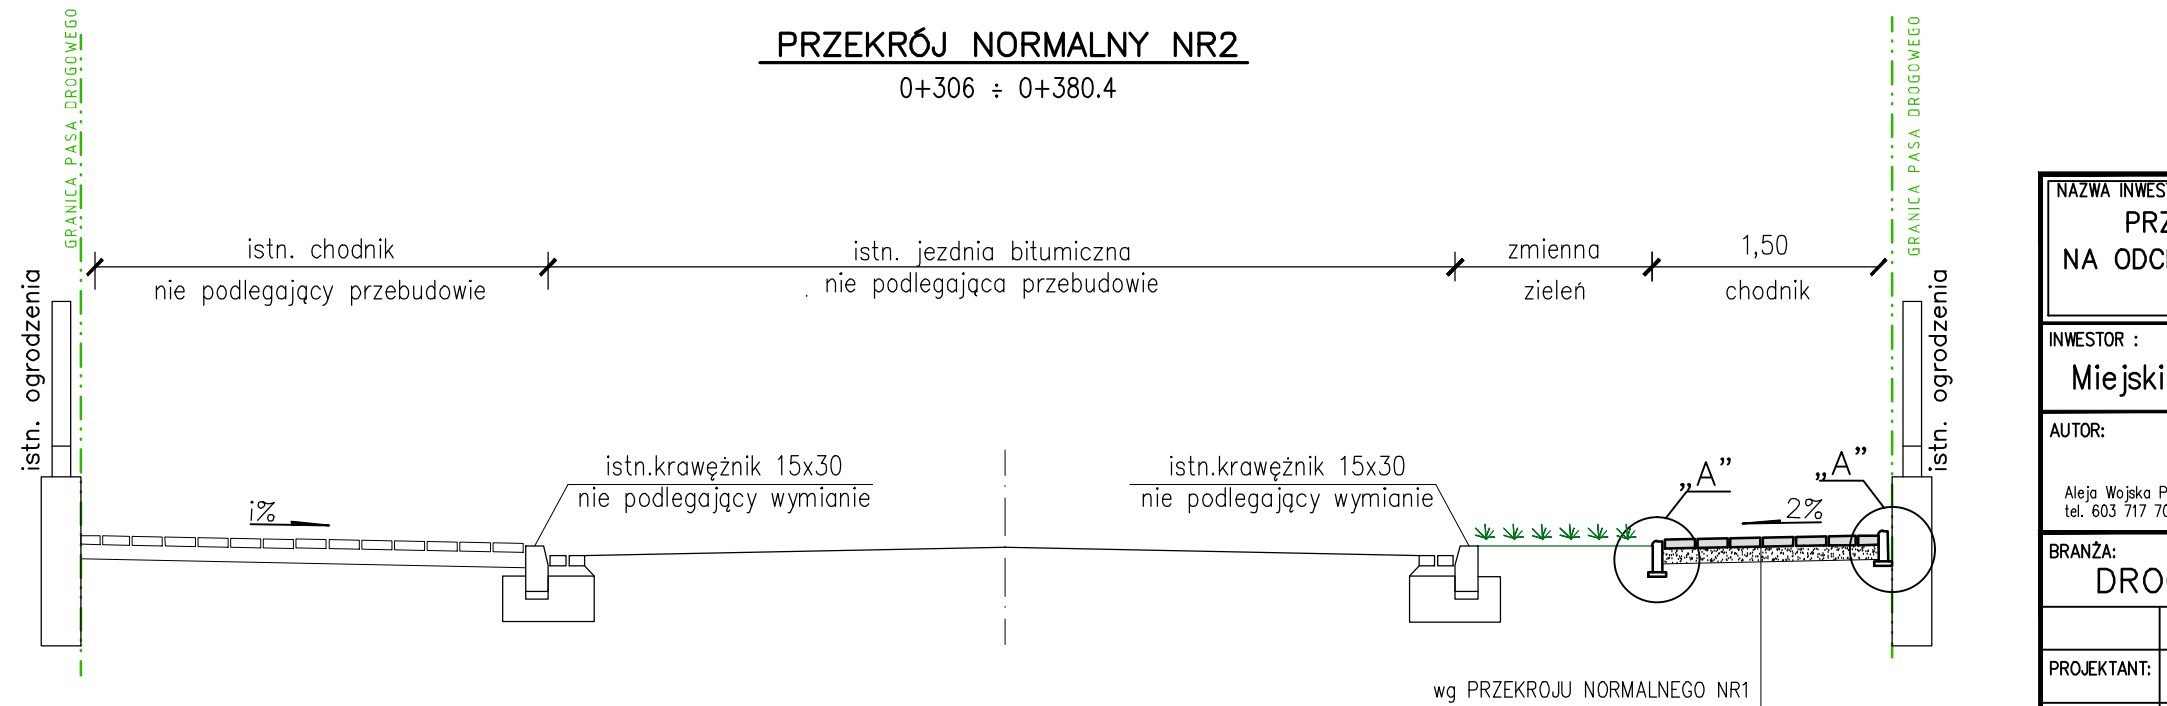 PRZEKRÓJ NORMALNY NR2
0+306 ÷ 0+380.4
GRANICA PASA DROGOWEGO
GRANICA PASA DROGOWEGO
istn. chodnik
nie podlegający przebudowie
istn. jezdnia bitumiczna
nie podlegająca przebudowie
zmienna
zieleń
1,50
chodnik
istn. ogrodzenia
istn. ogrodzenia
istn.krawężnik 15x30
nie podlegający wymianie
istn.krawężnik 15x30
nie podlegający wymianie
i%
„A”
„A”
2%
wg PRZEKROJU NORMALNEGO NR1
NAZWA INWEST
PRZ
NA ODC
INWESTOR :
Miejski
AUTOR:
Aleja Wojska P
tel. 603 717 70
BRANŻA:
DRO
PROJEKTANT: